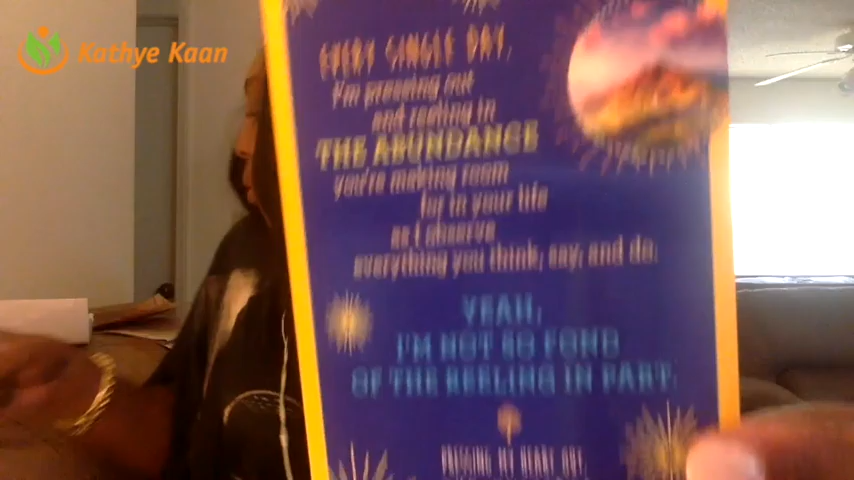 Kathye Kaan
EVERY SINGLE DAY,
I'm pressing out
and reeling in
THE ABUNDANCE
you're making room
for in your life
as I observe
everything you think, say, and do.
YEAH,
I'M NOT SO FOND
OF THE REELING IN PART.